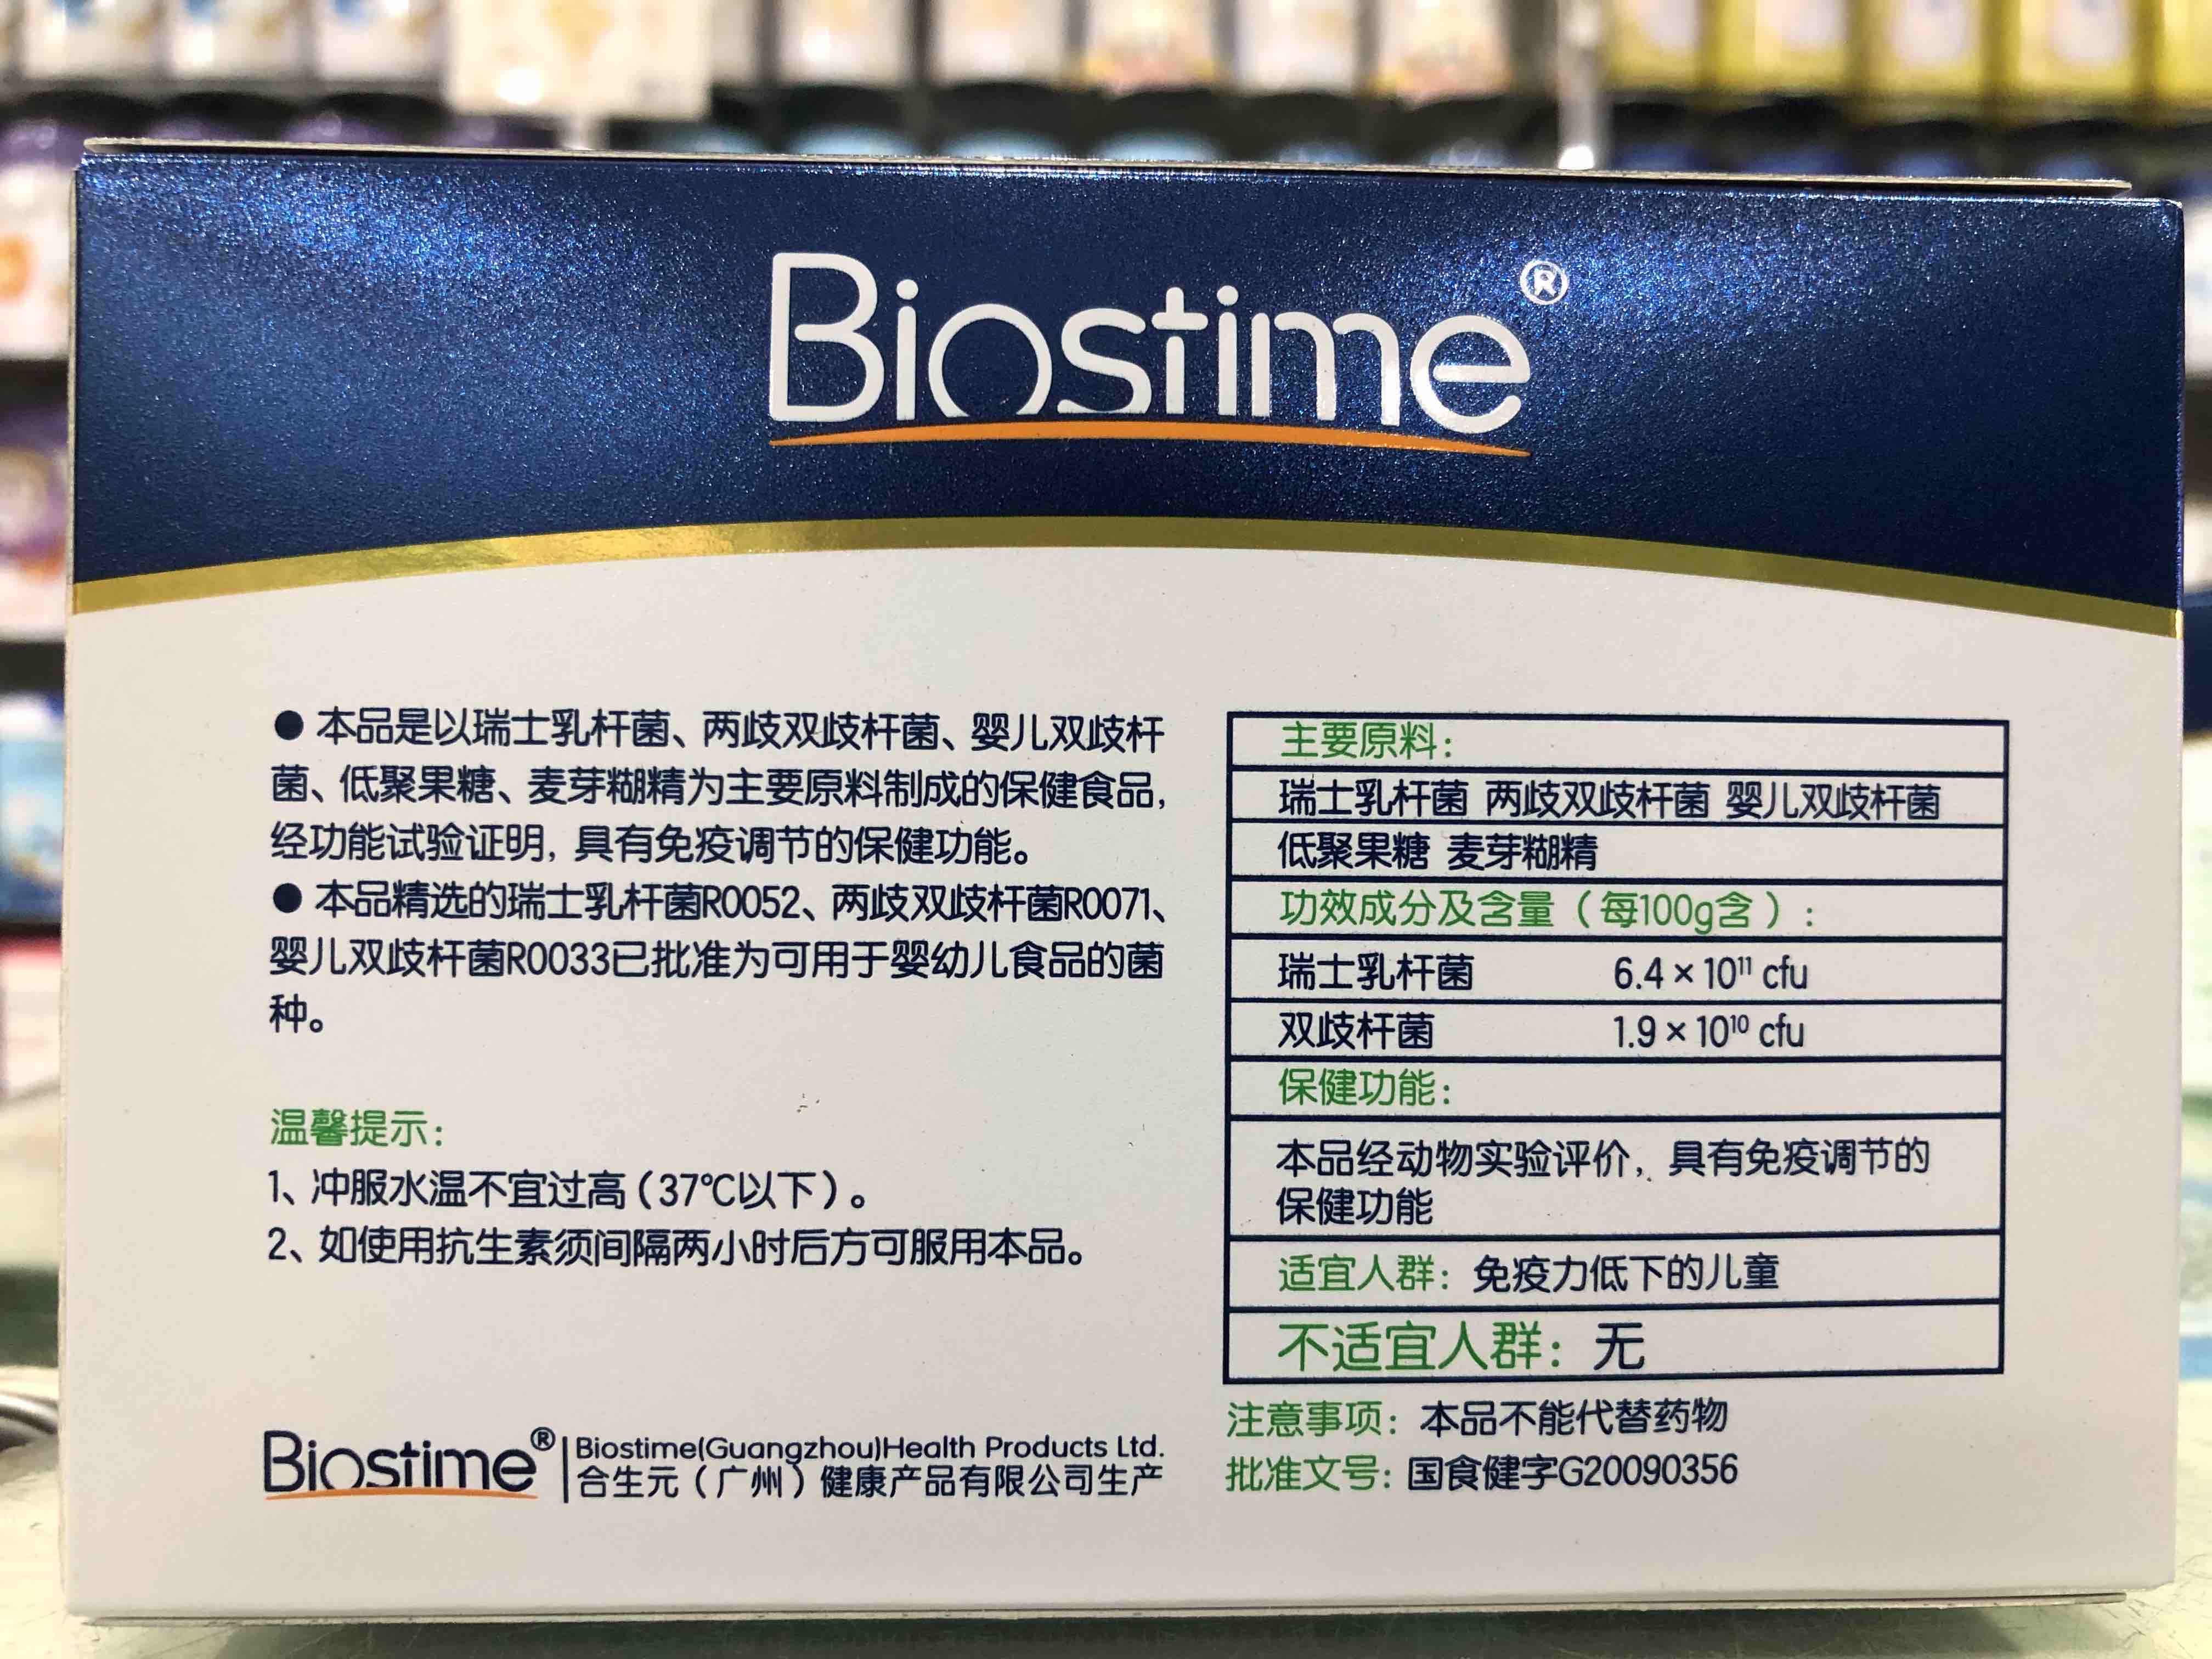 Biostime®
● 本品是以瑞士乳杆菌、两歧双歧杆菌、婴儿双歧杆
菌、低聚果糖、麦芽糊精为主要原料制成的保健食品,
经功能试验证明, 具有免疫调节的保健功能。
● 本品精选的瑞士乳杆菌R0052、两歧双歧杆菌R0071、
婴儿双歧杆菌R0033已批准为可用于婴幼儿食品的菌
种。
温馨提示:
1、冲服水温不宜过高(37℃以下)。
2、如使用抗生素须间隔两小时后方可服用本品。
Biostime®
Biostime(Guangzhou)Health Products Ltd.
合生元(广州)健康产品有限公司生产
主要原料:
瑞士乳杆菌 两歧双歧杆菌 婴儿双歧杆菌
低聚果糖 麦芽糊精
功效成分及含量(每100g含):
瑞士乳杆菌 6.4×10¹¹ cfu
双歧杆菌 1.9×10¹⁰ cfu
保健功能:
本品经动物实验评价, 具有免疫调节的
保健功能
适宜人群: 免疫力低下的儿童
不适宜人群: 无
注意事项: 本品不能代替药物
批准文号: 国食健字G20090356